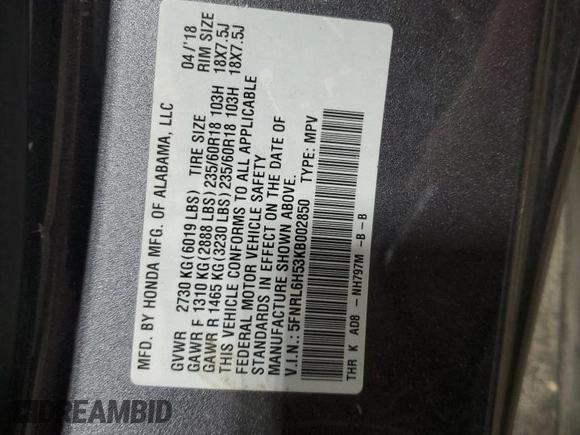 MFD. BY HONDA MFG. OF ALABAMA, LLC 04/'18
GVWR 2730 KG(6019 LBS) TIRE SIZE RIM SIZE
GAWR F 1310 KG(2888 LBS)235/60R18 103H 18X7.5J
GAWR R 1465 KG(3230 LBS)235/60R18 103H 18X7.5J
THIS VEHICLE CONFORMS TO ALL APPLICABLE
FEDERAL MOTOR VEHICLE SAFETY
STANDARDS IN EFFECT ON THE DATE OF
MANUFACTURE SHOWN ABOVE.
V.I.N.: 5FNRL6H53KB002850 TYPE: MPV
THR K AD8 - NH797M -B -B
DREAMBID